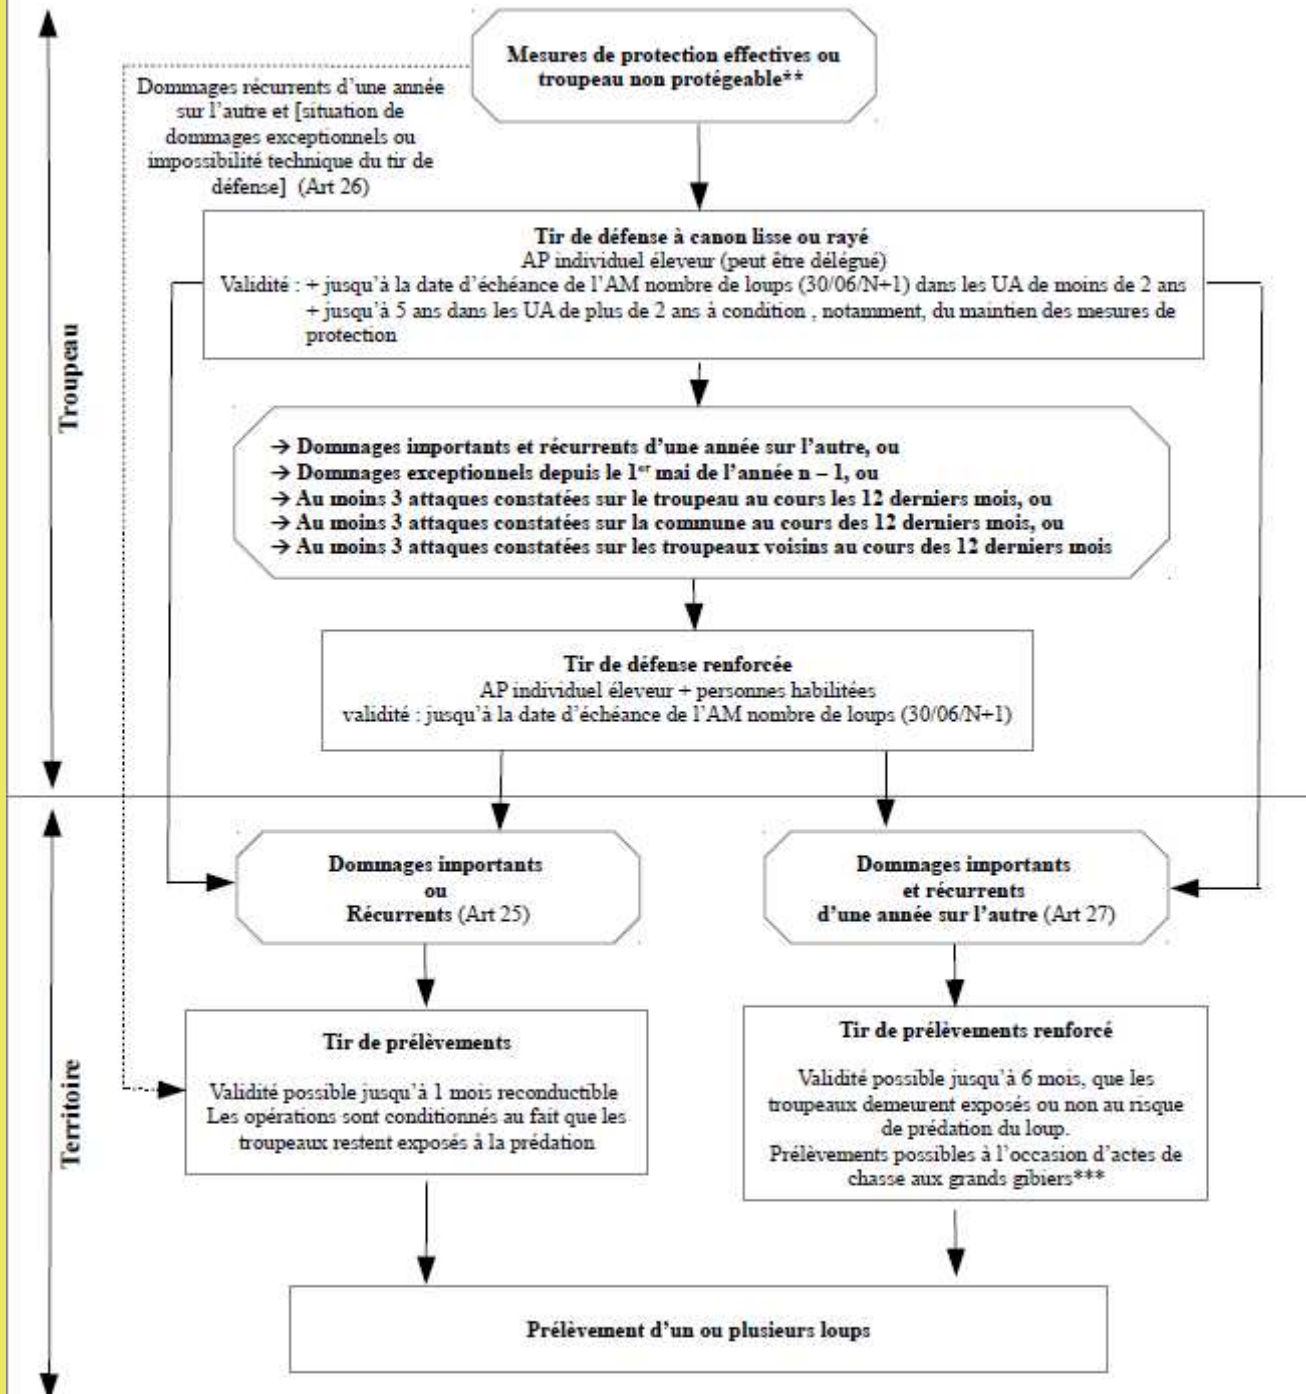 Mesures de protection effectives ou
troupeau non protégeable**
Dommages récurrents d'une année
sur l'autre et [situation de
dommages exceptionnels ou
impossibilité technique du tir de
défense] (Art 26)
Tir de défense à canon lisse ou rayé
AP individuel éleveur (peut être délégué)
Validité : + jusqu'à la date d'échéance de l'AM nombre de loups (30/06/N+1) dans les UA de moins de 2 ans
+ jusqu'à 5 ans dans les UA de plus de 2 ans à condition , notamment, du maintien des mesures de
protection
Troupeau
→ Dommages importants et récurrents d'une année sur l'autre, ou
→ Dommages exceptionnels depuis le 1er mai de l'année n – 1, ou
→ Au moins 3 attaques constatées sur le troupeau au cours les 12 derniers mois, ou
→ Au moins 3 attaques constatées sur la commune au cours des 12 derniers mois, ou
→ Au moins 3 attaques constatées sur les troupeaux voisins au cours des 12 derniers mois
Tir de défense renforcée
AP individuel éleveur + personnes habilitées
validité : jusqu'à la date d'échéance de l'AM nombre de loups (30/06/N+1)
Dommages importants
ou
Récurrents (Art 25)
Dommages importants
et récurrents
d'une année sur l'autre (Art 27)
Territoire
Tir de prélèvements
Validité possible jusqu'à 1 mois reconductible
Les opérations sont conditionnés au fait que les
troupeaux restent exposés à la prédation
Tir de prélèvements renforcé
Validité possible jusqu'à 6 mois, que les
troupeaux demeurent exposés ou non au risque
de prédation du loup.
Prélèvements possibles à l'occasion d'actes de
chasse aux grands gibiers***
Prélèvement d'un ou plusieurs loups